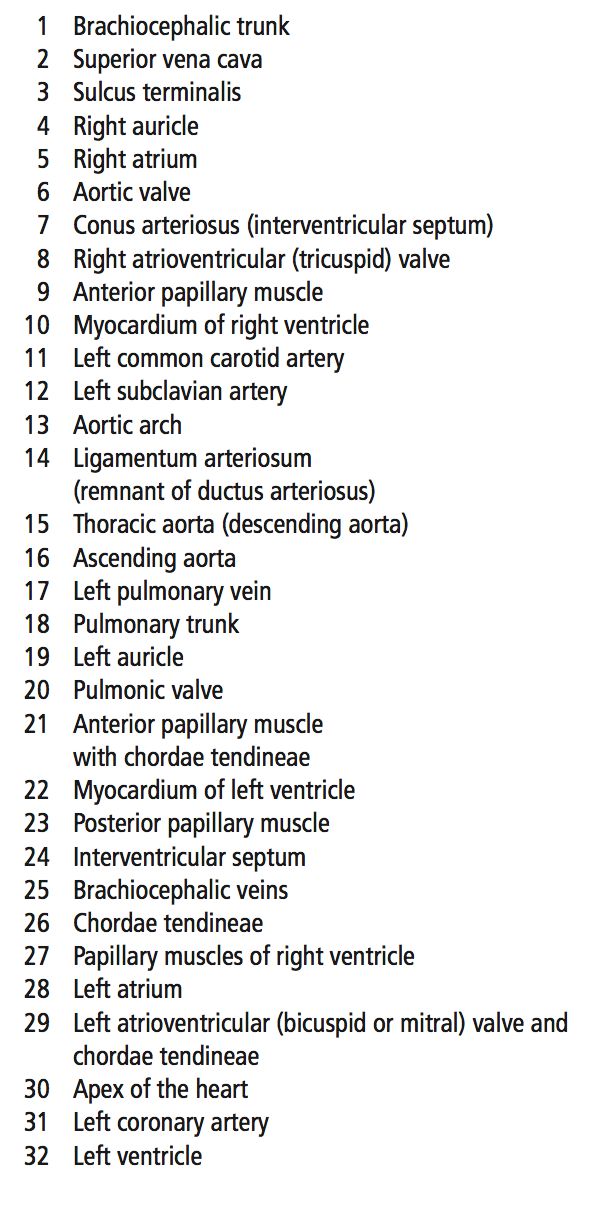 1 Brachiocephalic trunk
2 Superior vena cava
3 Sulcus terminalis
4 Right auricle
5 Right atrium
6 Aortic valve
7 Conus arteriosus (interventricular septum)
8 Right atrioventricular (tricuspid) valve
9 Anterior papillary muscle
10 Myocardium of right ventricle
11 Left common carotid artery
12 Left subclavian artery
13 Aortic arch
14 Ligamentum arteriosum
(remnant of ductus arteriosus)
15 Thoracic aorta (descending aorta)
16 Ascending aorta
17 Left pulmonary vein
18 Pulmonary trunk
19 Left auricle
20 Pulmonic valve
21 Anterior papillary muscle
with chordae tendineae
22 Myocardium of left ventricle
23 Posterior papillary muscle
24 Interventricular septum
25 Brachiocephalic veins
26 Chordae tendineae
27 Papillary muscles of right ventricle
28 Left atrium
29 Left atrioventricular (bicuspid or mitral) valve and
chordae tendineae
30 Apex of the heart
31 Left coronary artery
32 Left ventricle